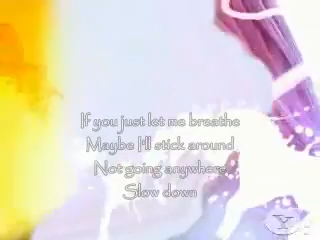 If you just let me breathe
Maybe I'll stick around
Not going anywhere
Slow down